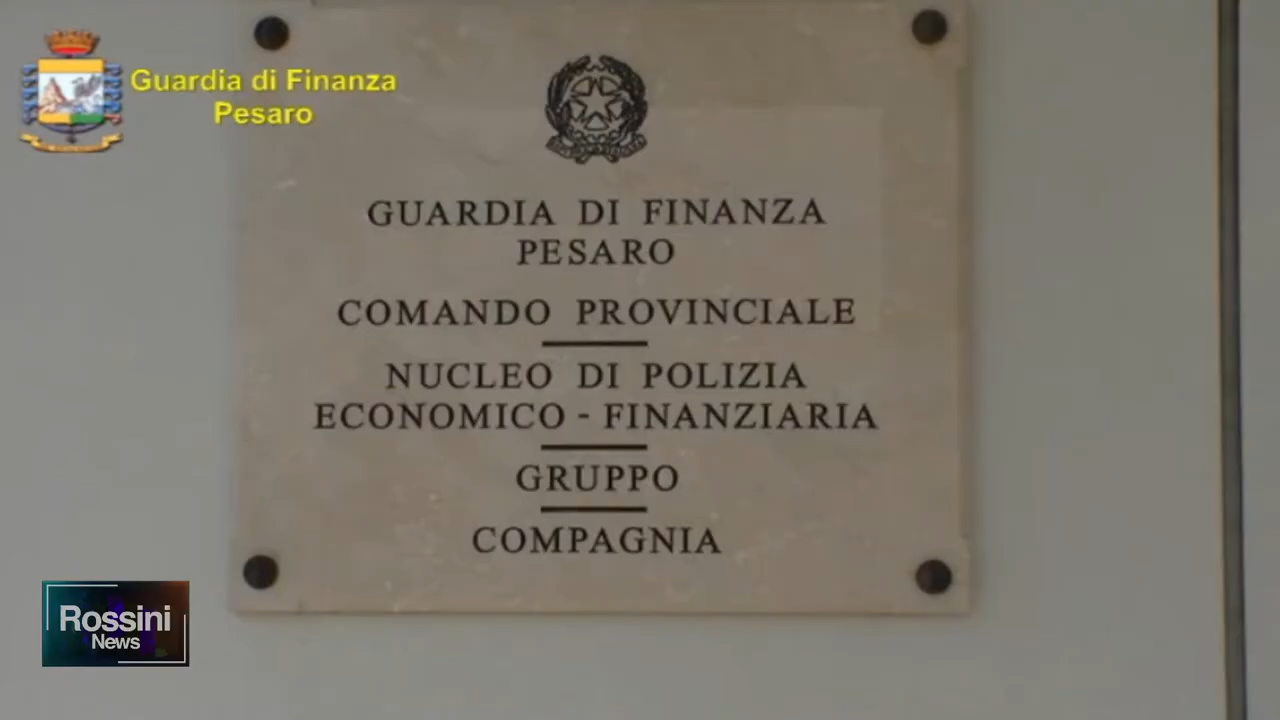 Guardia di Finanza
Pesaro
GUARDIA DI FINANZA
PESARO
COMANDO PROVINCIALE
NUCLEO DI POLIZIA
ECONOMICO - FINANZIARIA
GRUPPO
COMPAGNIA
Rossini
News